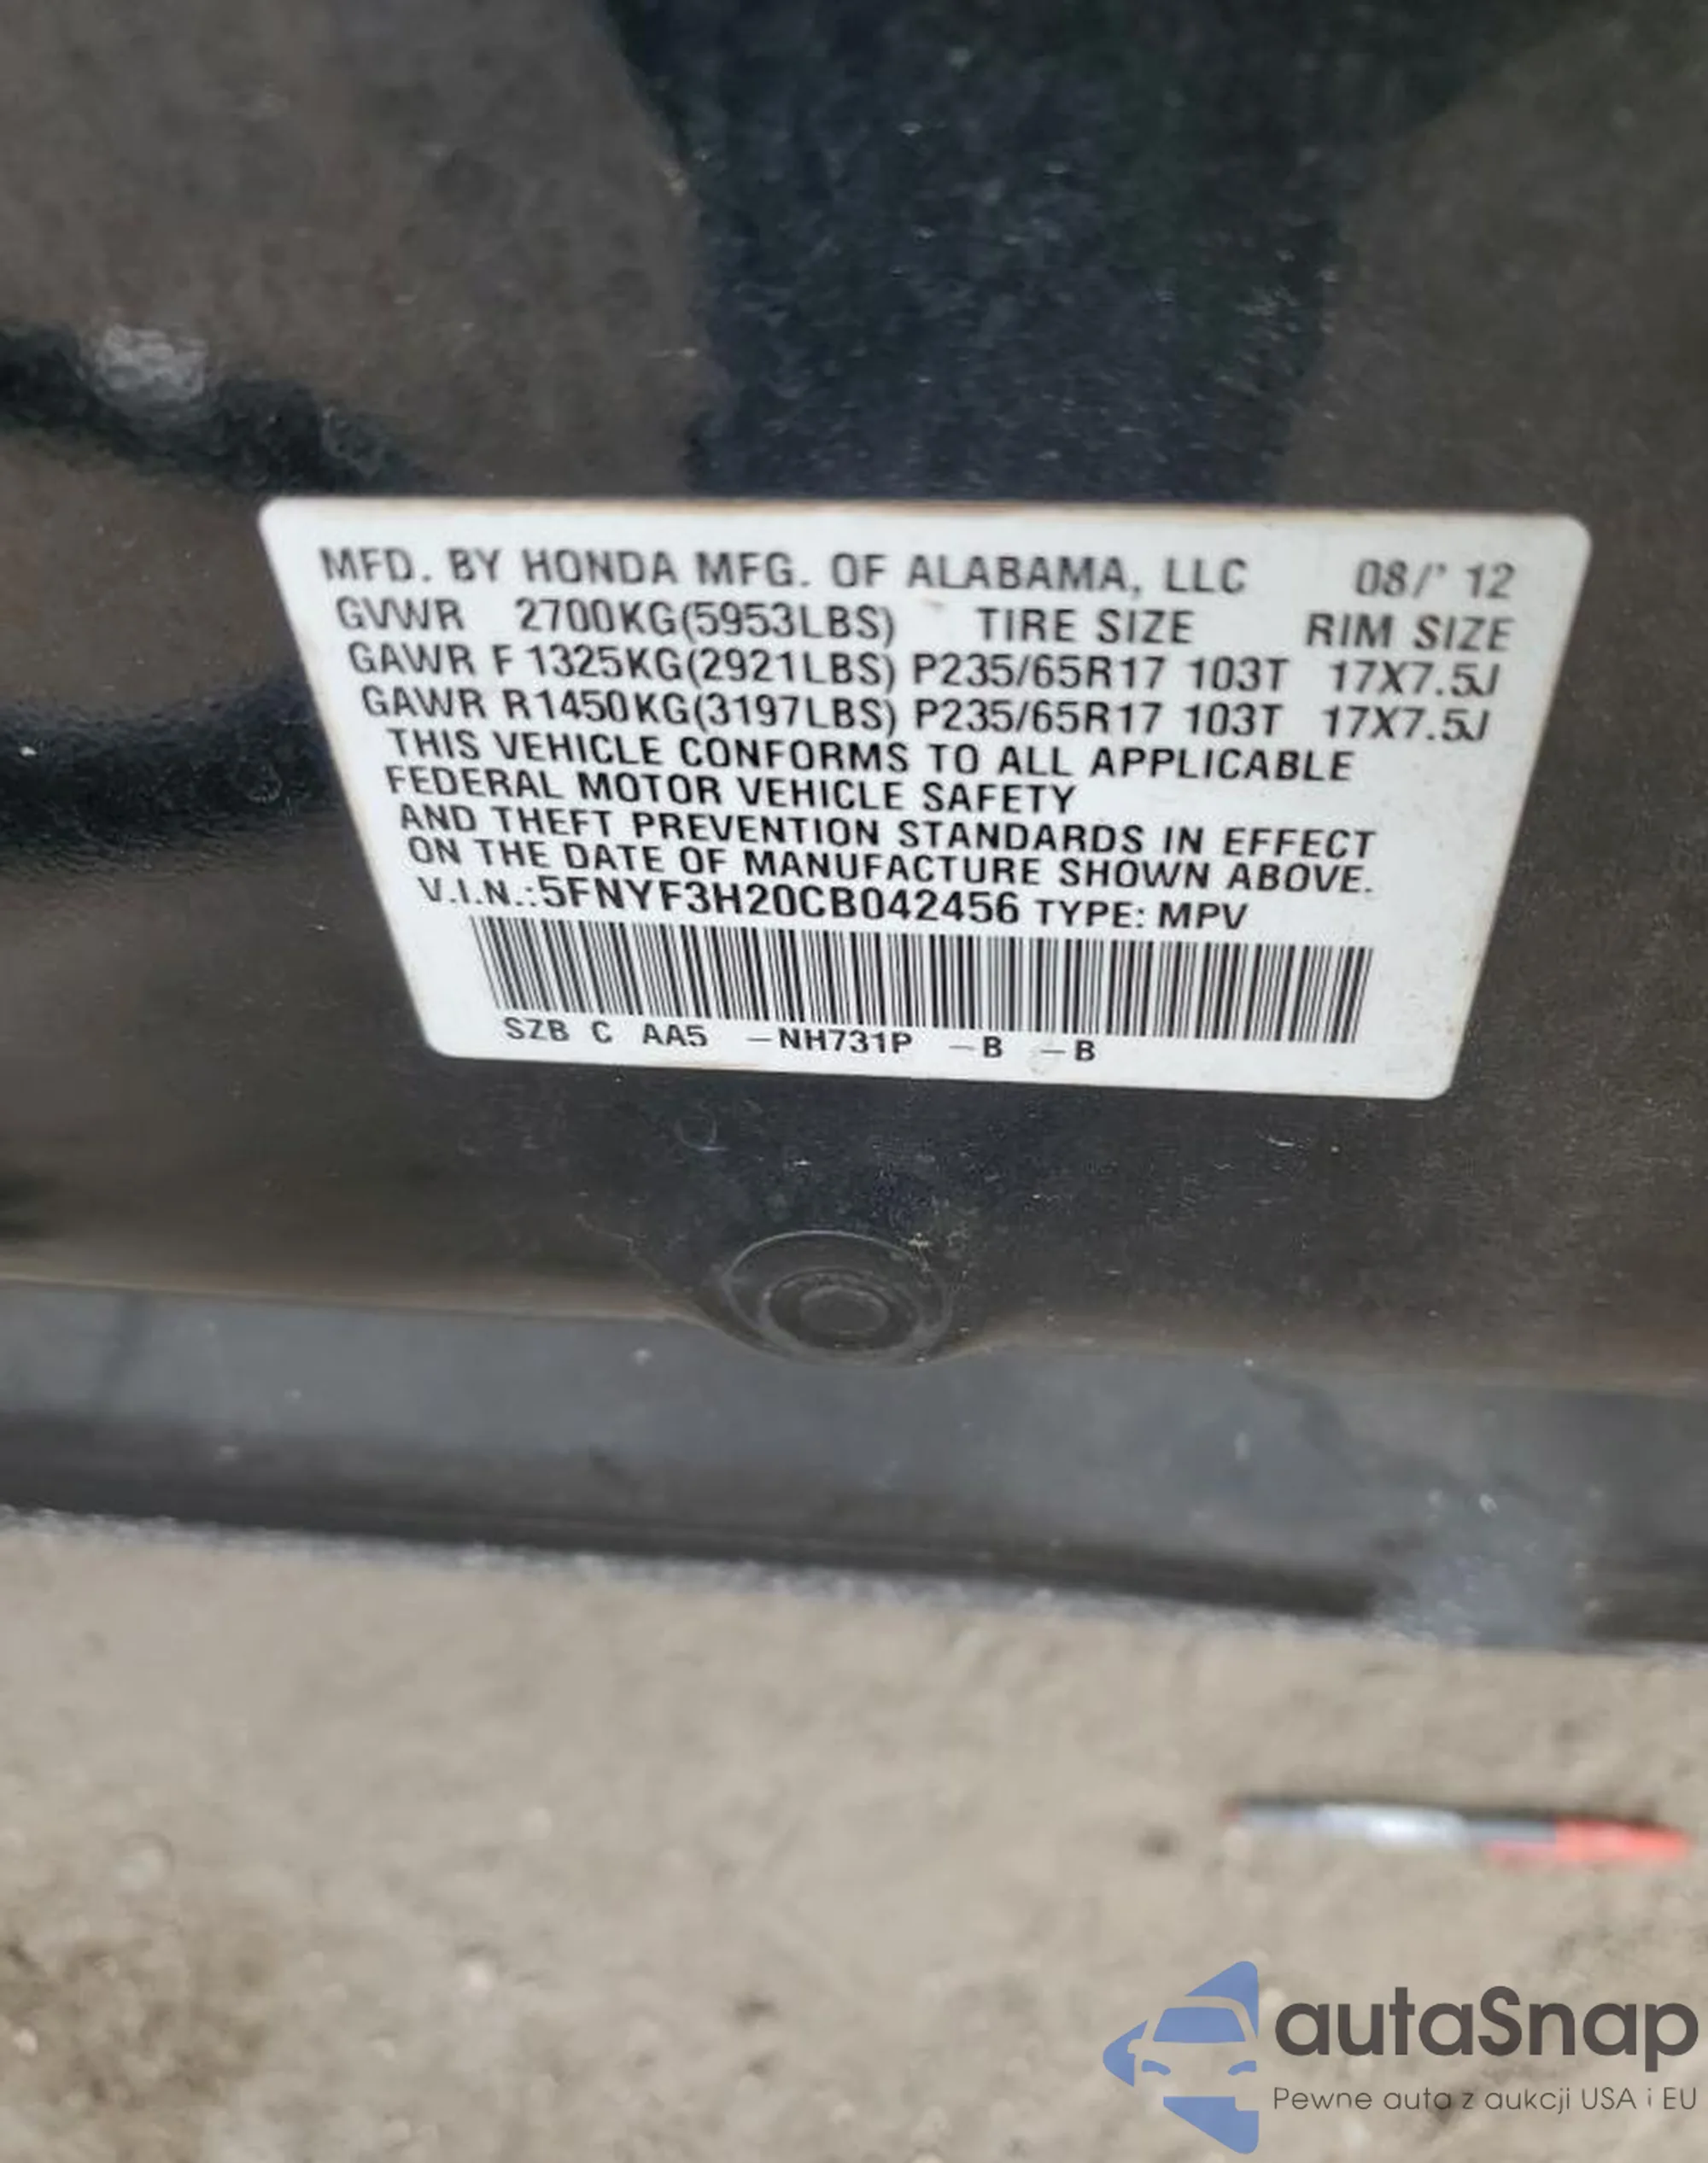 MFD. BY HONDA MFG. OF ALABAMA, LLC 08/' 12
GVWR 2700KG(5953LBS) TIRE SIZE RIM SIZE
GAWR F 1325KG(2921LBS) P235/65R17 103T 17X7.5J
GAWR R1450KG(3197LBS) P235/65R17 103T 17X7.5J
THIS VEHICLE CONFORMS TO ALL APPLICABLE
FEDERAL MOTOR VEHICLE SAFETY
AND THEFT PREVENTION STANDARDS IN EFFECT
ON THE DATE OF MANUFACTURE SHOWN ABOVE.
V.I.N.:5FNYF3H20CB042456 TYPE: MPV
SZB C AA5 -NH731P -B -B
autaSnap
Pewne auta z aukcji USA i EU